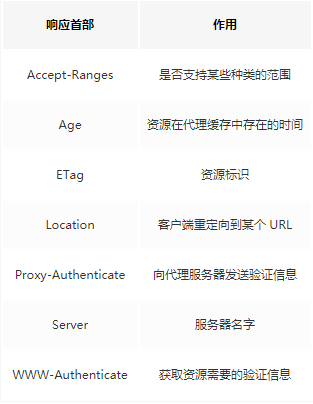 响应首部 作用
Accept-Ranges 是否支持某些种类的范围
Age 资源在代理缓存中存在的时间
ETag 资源标识
Location 客户端重定向到某个 URL
Proxy-Authenticate 向代理服务器发送验证信息
Server 服务器名字
WWW-Authenticate 获取资源需要的验证信息